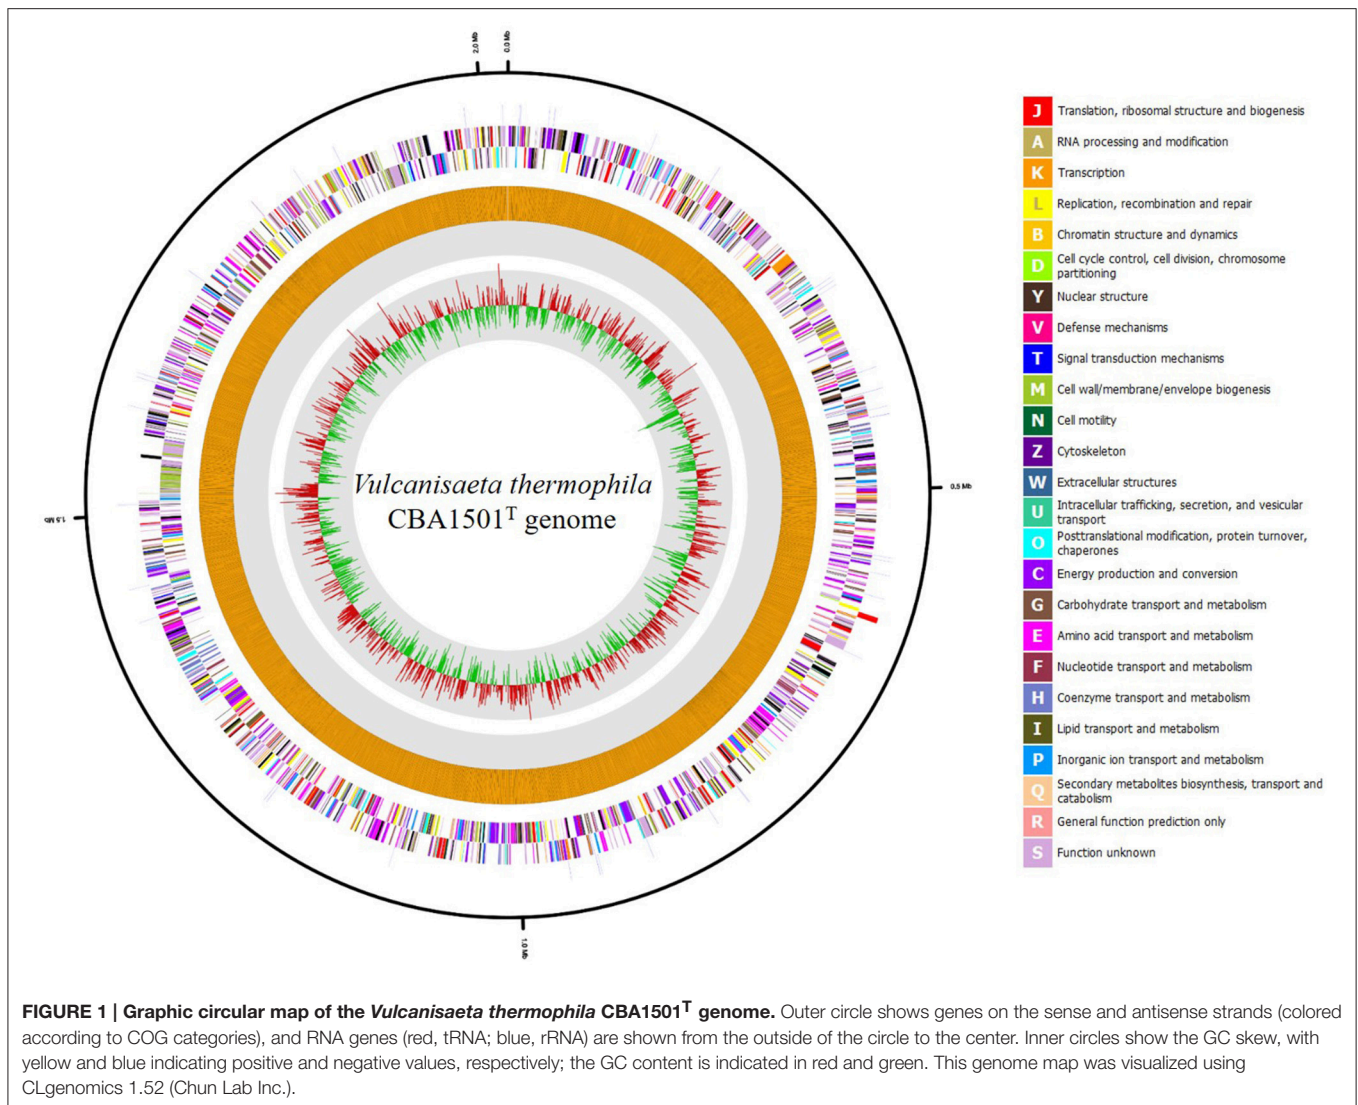 2.0 Mb
0.0 Mb
0.5 Mb
1.0 Mb
1.5 Mb
Vulcanisaeta thermophila
CBA1501ᵀ genome
J Translation, ribosomal structure and biogenesis
A RNA processing and modification
K Transcription
L Replication, recombination and repair
B Chromatin structure and dynamics
D Cell cycle control, cell division, chromosome
partitioning
Y Nuclear structure
V Defense mechanisms
T Signal transduction mechanisms
M Cell wall/membrane/envelope biogenesis
N Cell motility
Z Cytoskeleton
W Extracellular structures
U Intracellular trafficking, secretion, and vesicular
transport
O Posttranslational modification, protein turnover,
chaperones
C Energy production and conversion
G Carbohydrate transport and metabolism
E Amino acid transport and metabolism
F Nucleotide transport and metabolism
H Coenzyme transport and metabolism
I Lipid transport and metabolism
P Inorganic ion transport and metabolism
Q Secondary metabolites biosynthesis, transport and
catabolism
R General function prediction only
S Function unknown
FIGURE 1 | Graphic circular map of the Vulcanisaeta thermophila CBA1501ᵀ genome. Outer circle shows genes on the sense and antisense strands (colored
according to COG categories), and RNA genes (red, tRNA; blue, rRNA) are shown from the outside of the circle to the center. Inner circles show the GC skew, with
yellow and blue indicating positive and negative values, respectively; the GC content is indicated in red and green. This genome map was visualized using
CLgenomics 1.52 (Chun Lab Inc.).